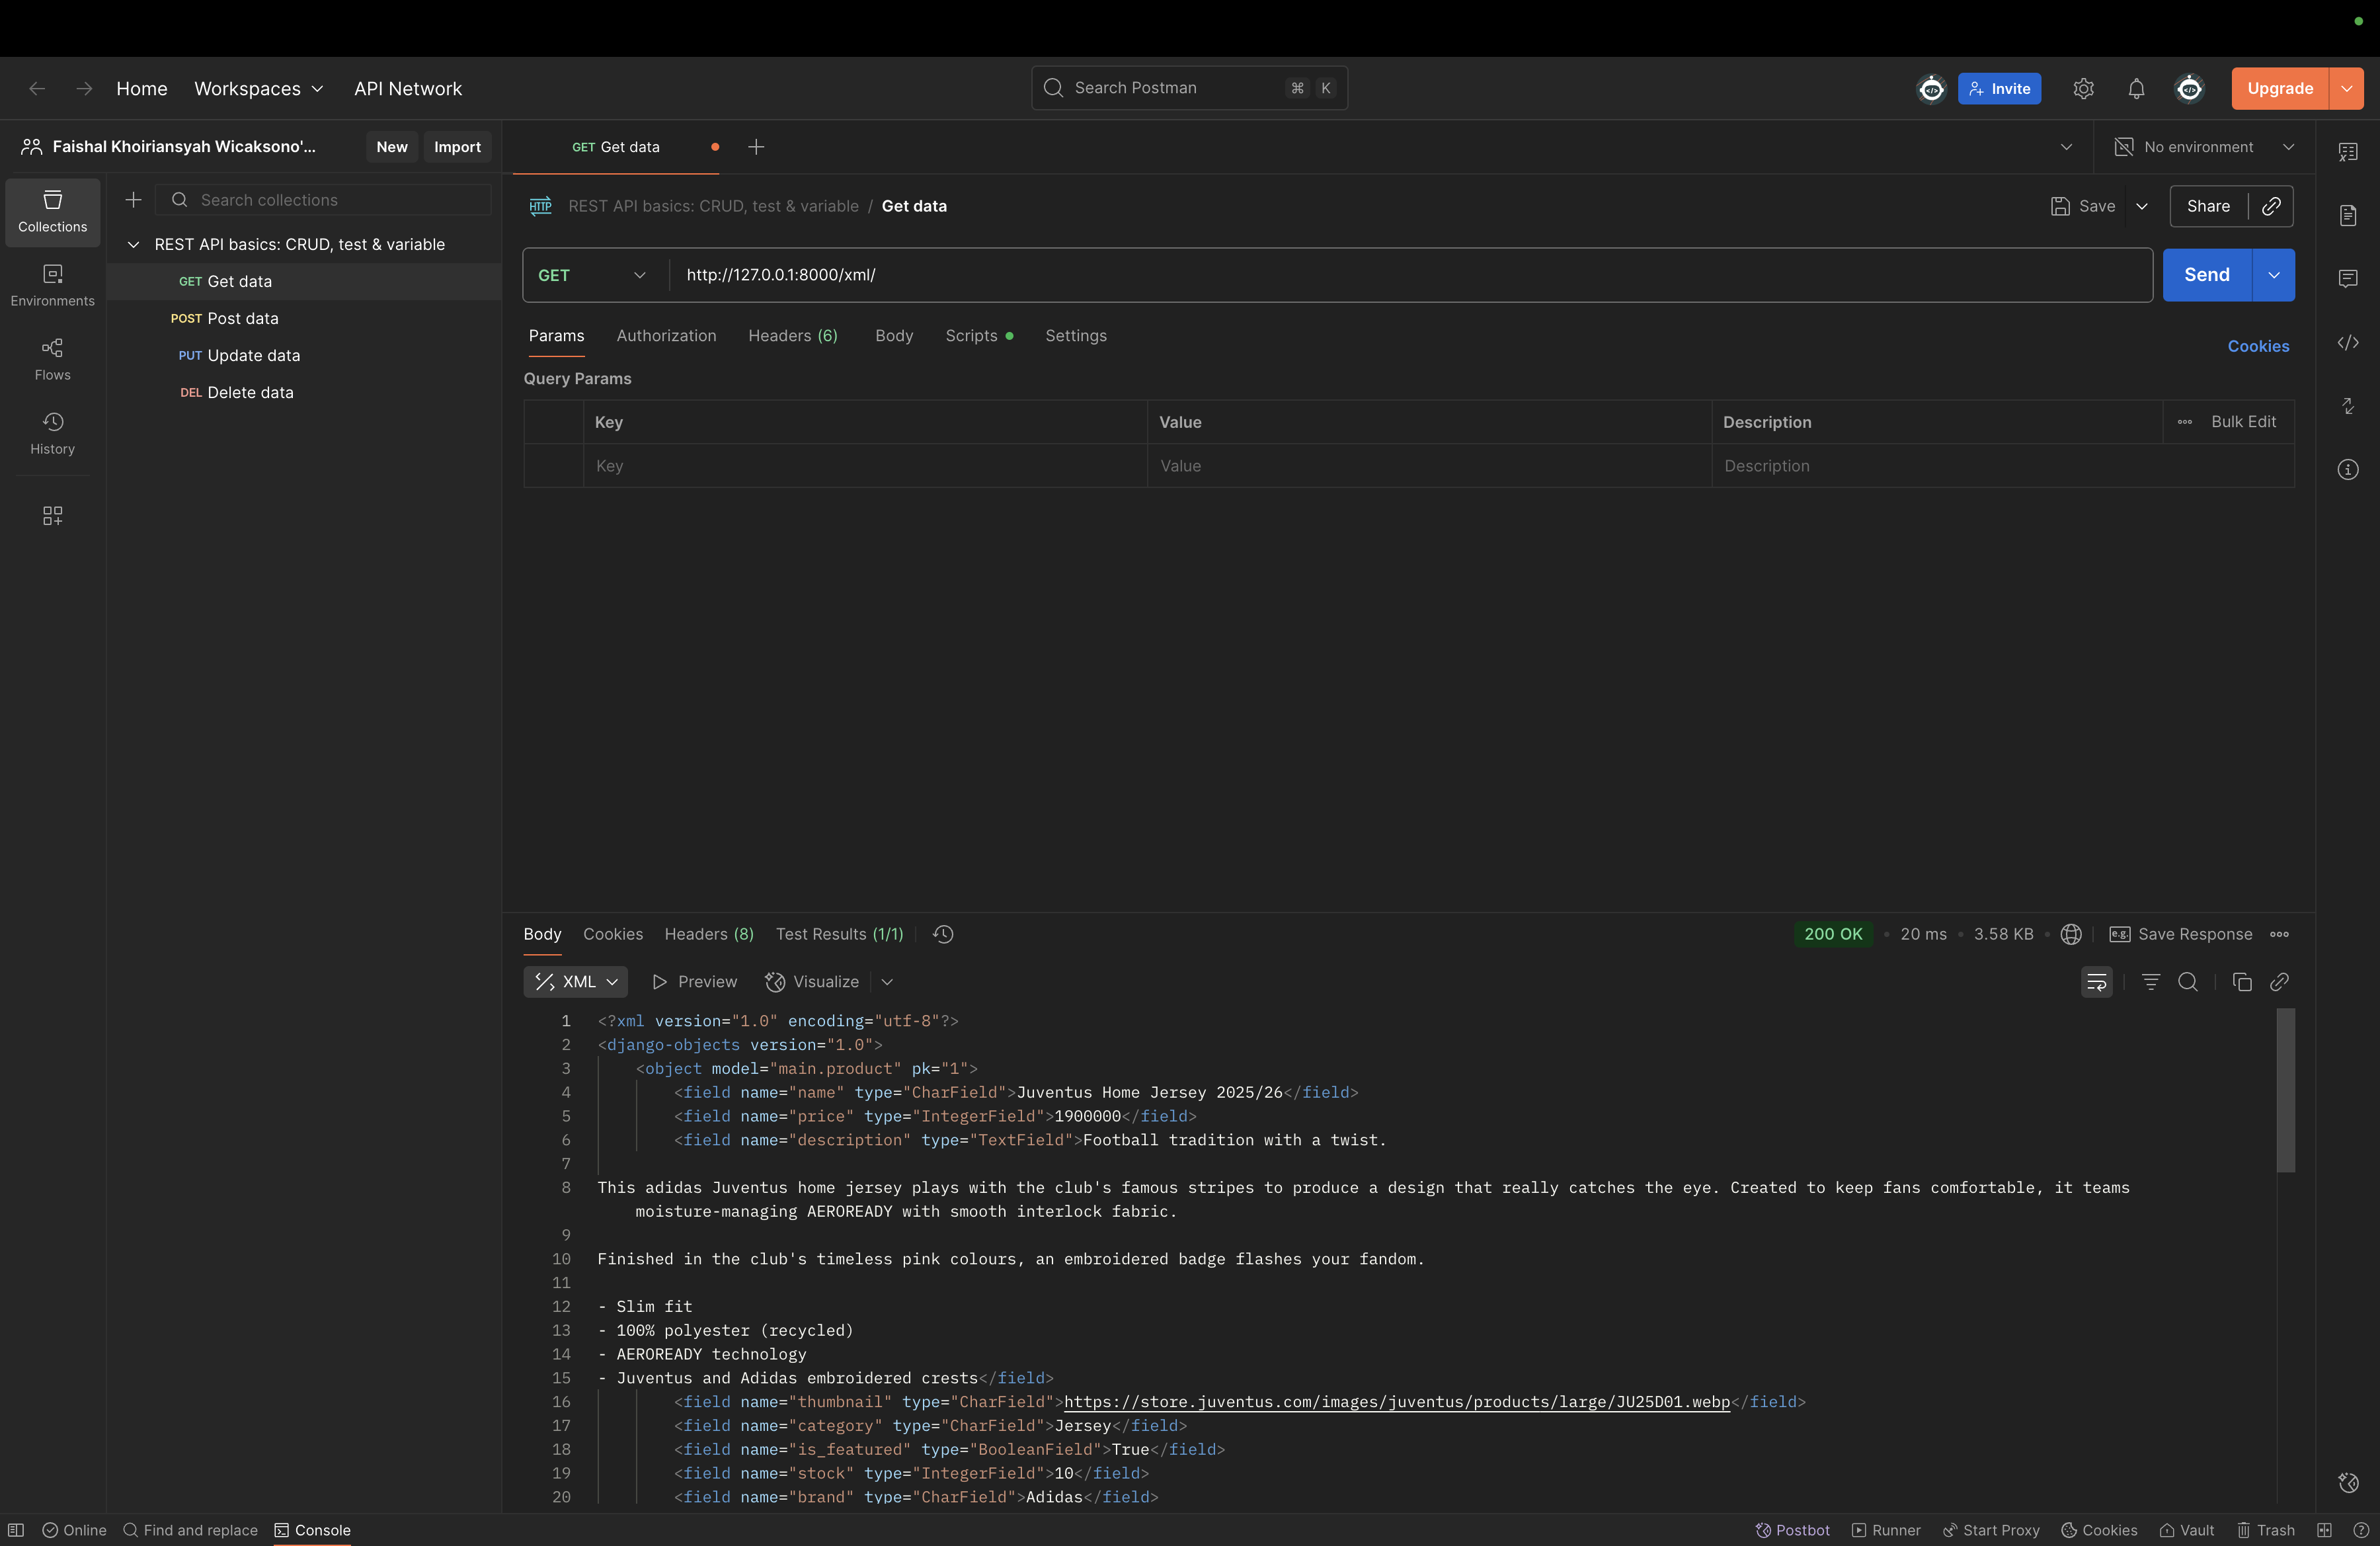 Home Workspaces API Network Search Postman ⌘ K Invite Upgrade
Faishal Khoiriansyah Wicaksono'... New Import GET Get data No environment
Collections Search collections
REST API basics: CRUD, test & variable / Get data Save Share
REST API basics: CRUD, test & variable
GET Get data
POST Post data
PUT Update data
DEL Delete data
Environments
Flows
History
GET http://127.0.0.1:8000/xml/ Send
Params Authorization Headers (6) Body Scripts Settings Cookies
Query Params
Key Value Description Bulk Edit
Key Value Description
Body Cookies Headers (8) Test Results (1/1) 200 OK 20 ms 3.58 KB e.g. Save Response
XML Preview Visualize
1 <?xml version="1.0" encoding="utf-8"?>
2 <django-objects version="1.0">
3 <object model="main.product" pk="1">
4 <field name="name" type="CharField">Juventus Home Jersey 2025/26</field>
5 <field name="price" type="IntegerField">1900000</field>
6 <field name="description" type="TextField">Football tradition with a twist.
7
8 This adidas Juventus home jersey plays with the club's famous stripes to produce a design that really catches the eye. Created to keep fans comfortable, it teams
moisture-managing AEROREADY with smooth interlock fabric.
9
10 Finished in the club's timeless pink colours, an embroidered badge flashes your fandom.
11
12 - Slim fit
13 - 100% polyester (recycled)
14 - AEROREADY technology
15 - Juventus and Adidas embroidered crests</field>
16 <field name="thumbnail" type="CharField">https://store.juventus.com/images/juventus/products/large/JU25D01.webp</field>
17 <field name="category" type="CharField">Jersey</field>
18 <field name="is_featured" type="BooleanField">True</field>
19 <field name="stock" type="IntegerField">10</field>
20 <field name="brand" type="CharField">Adidas</field>
Online Find and replace Console Postbot Runner Start Proxy Cookies Vault Trash